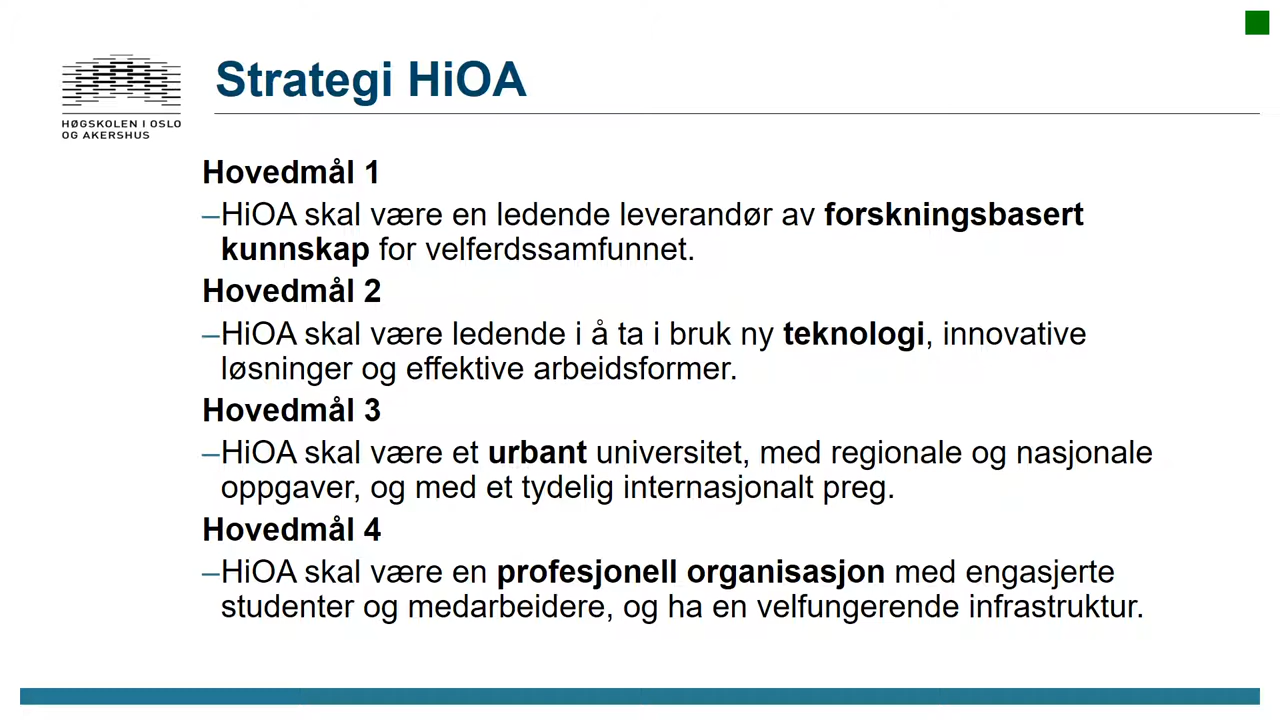 Strategi HiOA
HØGSKOLEN I OSLO
OG AKERSHUS
Hovedmål 1
–HiOA skal være en ledende leverandør av forskningsbasert
kunnskap for velferdssamfunnet.
Hovedmål 2
–HiOA skal være ledende i å ta i bruk ny teknologi, innovative
løsninger og effektive arbeidsformer.
Hovedmål 3
–HiOA skal være et urbant universitet, med regionale og nasjonale
oppgaver, og med et tydelig internasjonalt preg.
Hovedmål 4
–HiOA skal være en profesjonell organisasjon med engasjerte
studenter og medarbeidere, og ha en velfungerende infrastruktur.